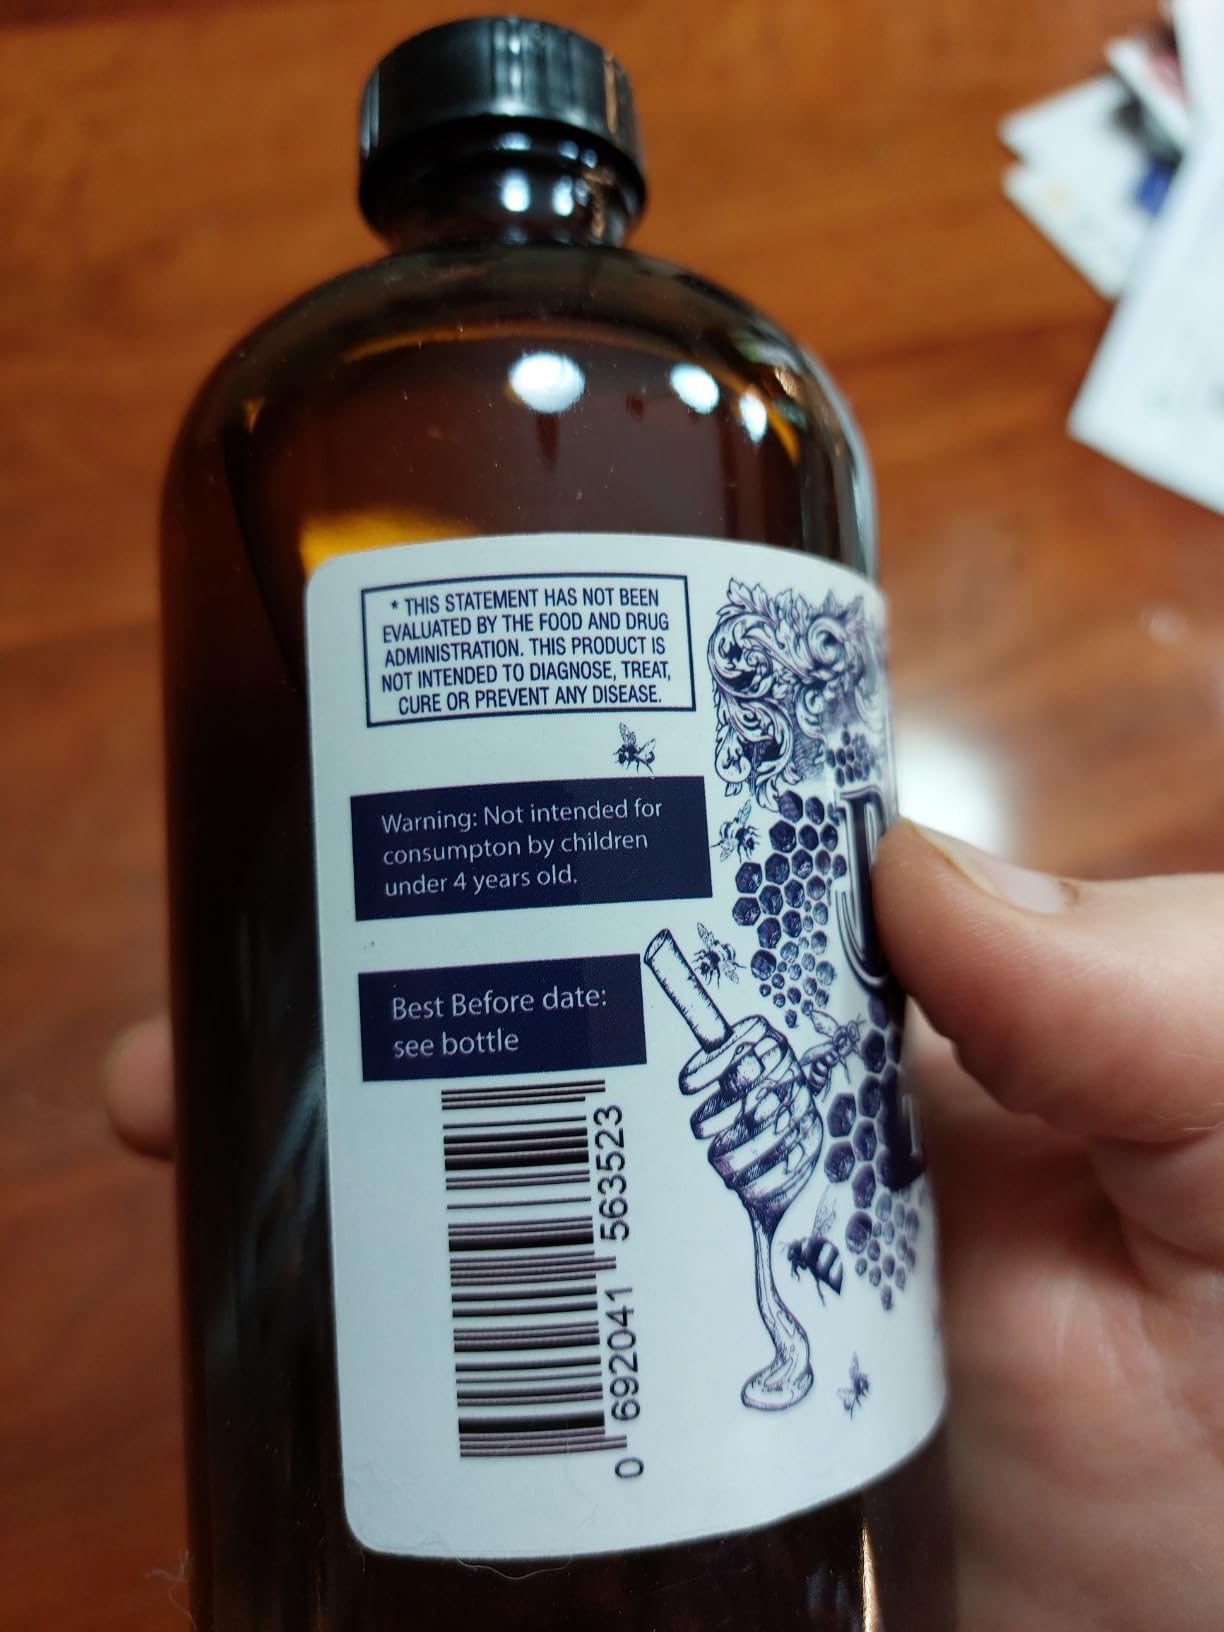 * THIS STATEMENT HAS NOT BEEN
EVALUATED BY THE FOOD AND DRUG
ADMINISTRATION. THIS PRODUCT IS
NOT INTENDED TO DIAGNOSE, TREAT,
CURE OR PREVENT ANY DISEASE.
Warning: Not intended for
consumpton by children
under 4 years old.
Best Before date:
see bottle
0 692041 563523